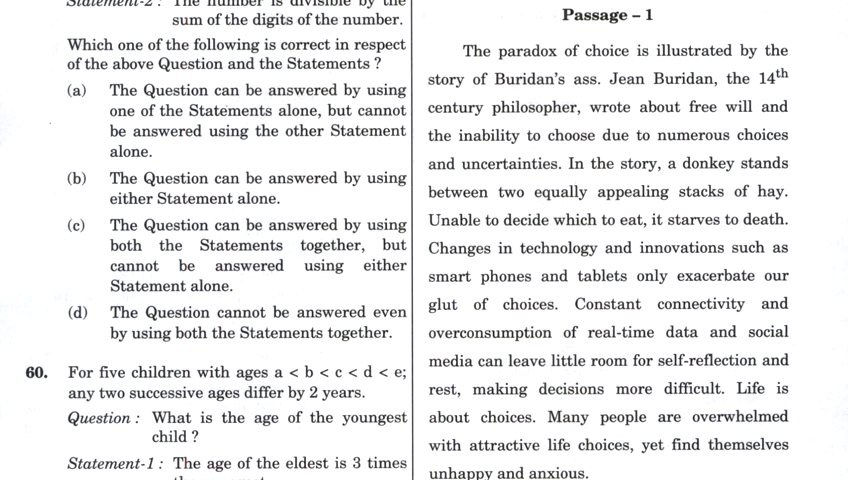 Statement-2 : The number is divisible by the
sum of the digits of the number.
Which one of the following is correct in respect
of the above Question and the Statements ?
(a) The Question can be answered by using
one of the Statements alone, but cannot
be answered using the other Statement
alone.
(b) The Question can be answered by using
either Statement alone.
(c) The Question can be answered by using
both the Statements together, but
cannot be answered using either
Statement alone.
(d) The Question cannot be answered even
by using both the Statements together.
60. For five children with ages a < b < c < d < e;
any two successive ages differ by 2 years.
Question : What is the age of the youngest
child ?
Statement-1 : The age of the eldest is 3 times
Passage – 1
The paradox of choice is illustrated by the
story of Buridan's ass. Jean Buridan, the 14th
century philosopher, wrote about free will and
the inability to choose due to numerous choices
and uncertainties. In the story, a donkey stands
between two equally appealing stacks of hay.
Unable to decide which to eat, it starves to death.
Changes in technology and innovations such as
smart phones and tablets only exacerbate our
glut of choices. Constant connectivity and
overconsumption of real-time data and social
media can leave little room for self-reflection and
rest, making decisions more difficult. Life is
about choices. Many people are overwhelmed
with attractive life choices, yet find themselves
unhappy and anxious.